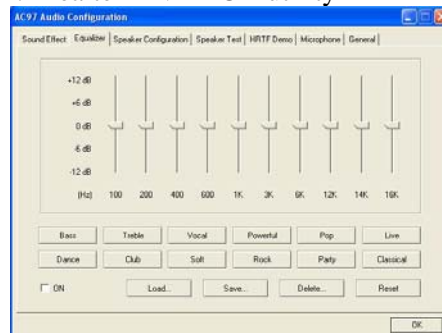 AC97 Audio Configuration
Sound Effect Equalizer Speaker Configuration Speaker Test HRTF Demo Microphone General
+12 dB
+6 dB
0 dB
-6 dB
-12 dB
(Hz) 100 200 400 600 1K 3K 6K 12K 14K 16K
Bass Treble Vocal Powerful Pop Live
Dance Club Soft Rock Party Classical
ON Load... Save... Delete... Reset
OK